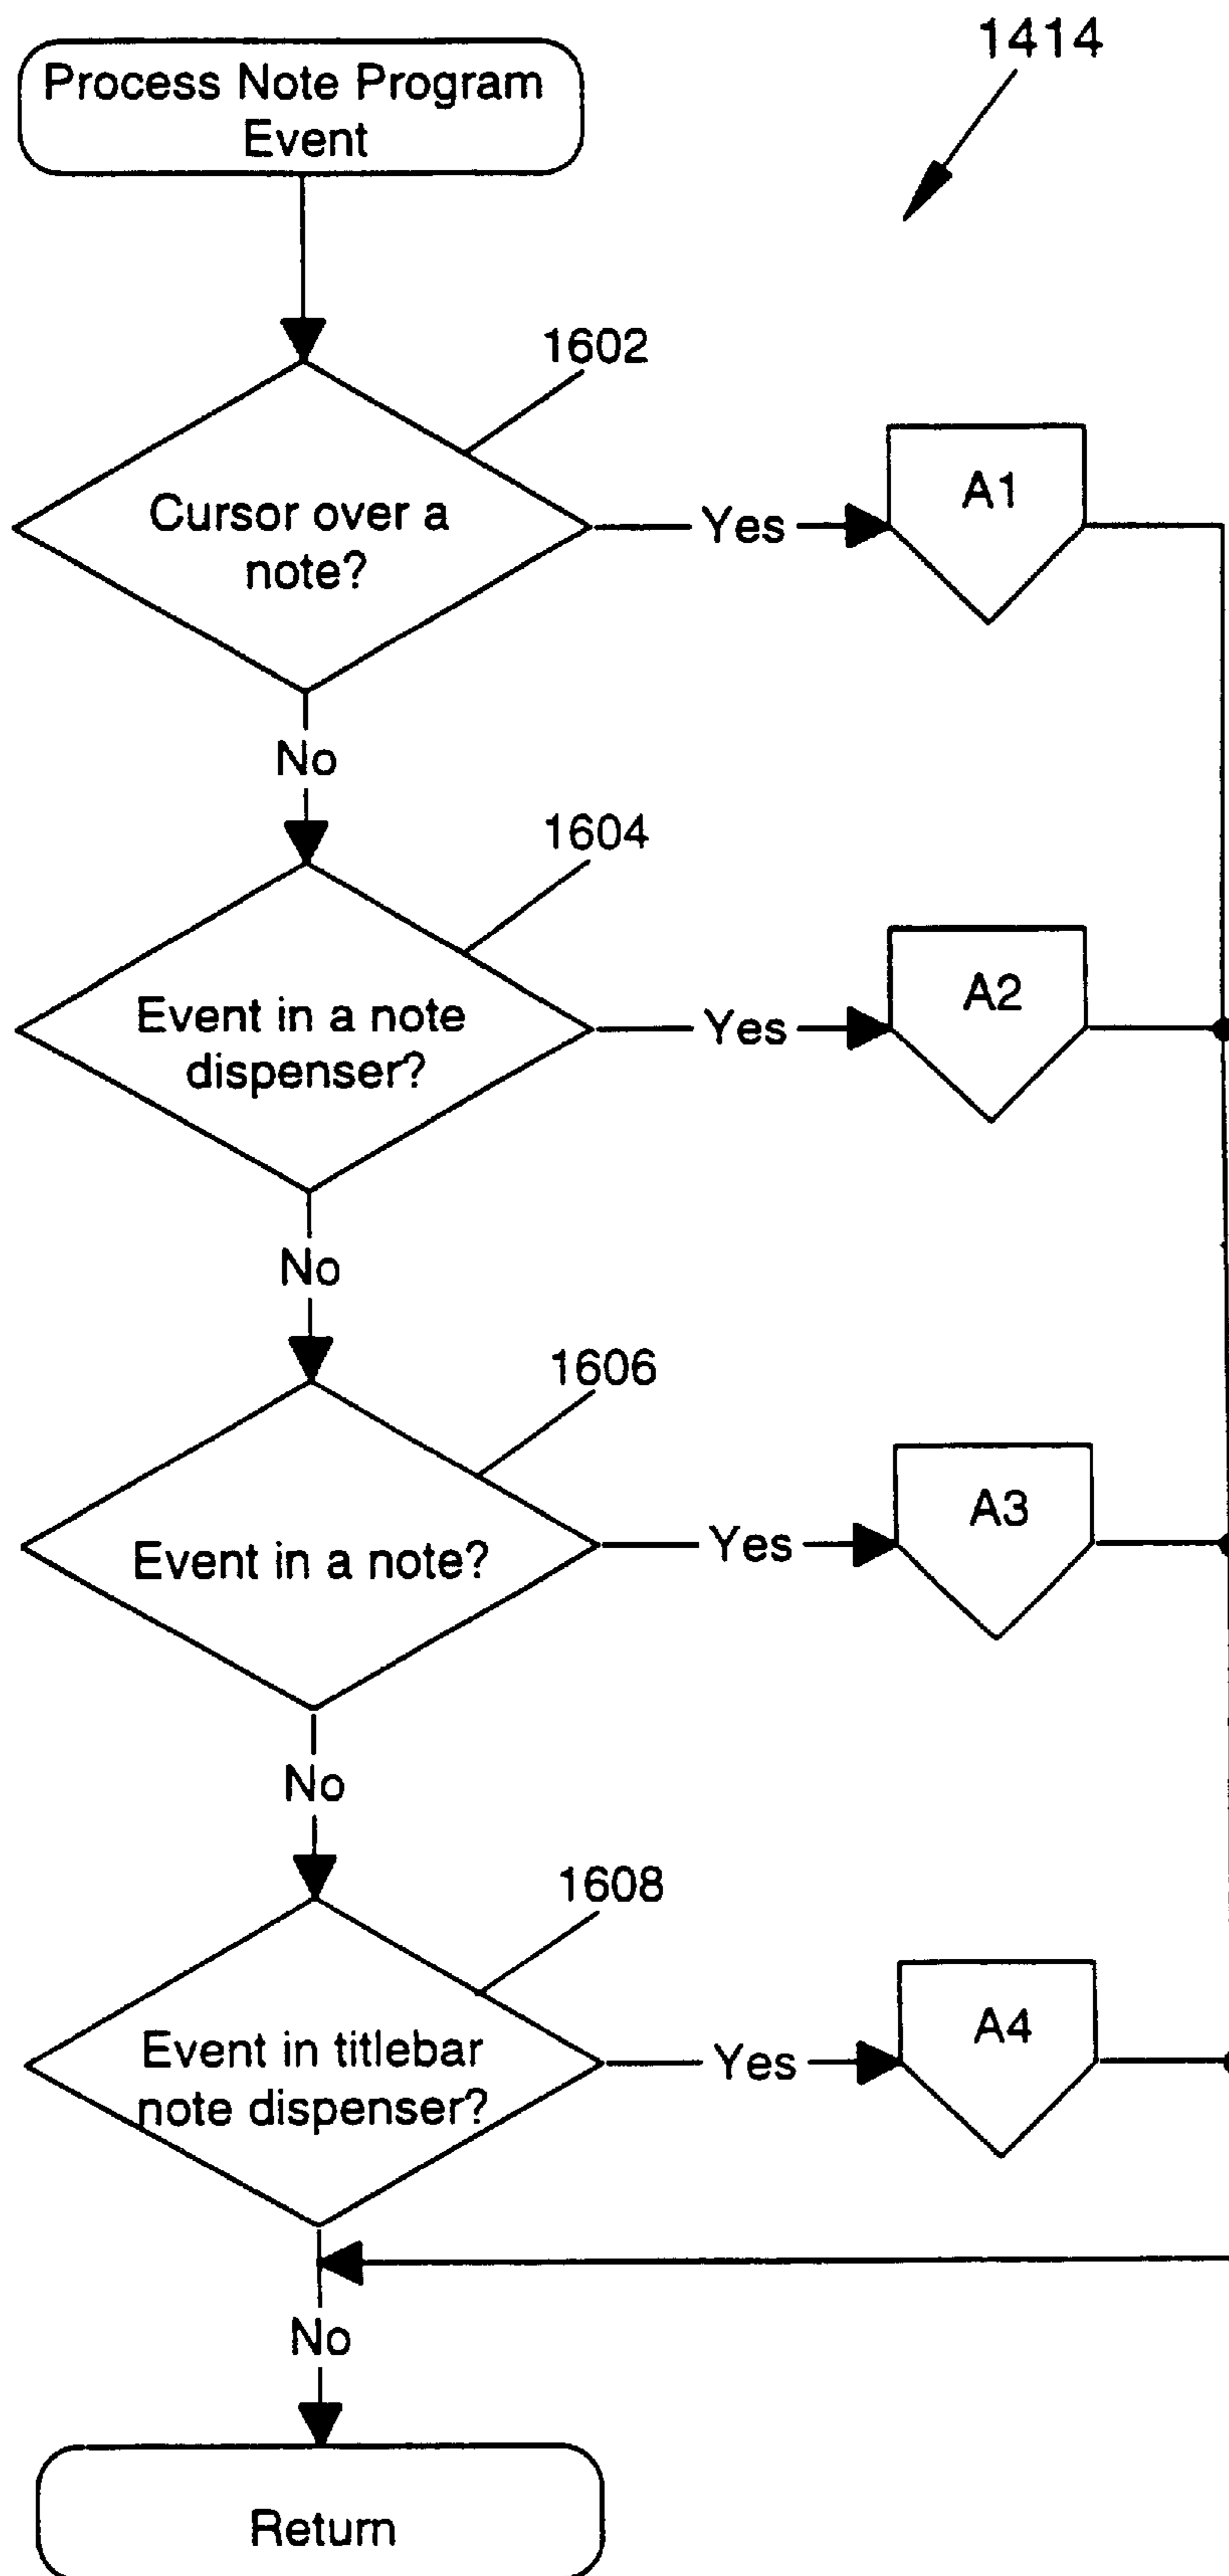 1414
Process Note Program
Event
1602
Cursor over a
note?
Yes
A1
No
1604
Event in a note
dispenser?
Yes
A2
No
1606
Event in a note?
Yes
A3
No
1608
Event in titlebar
note dispenser?
Yes
A4
No
Return